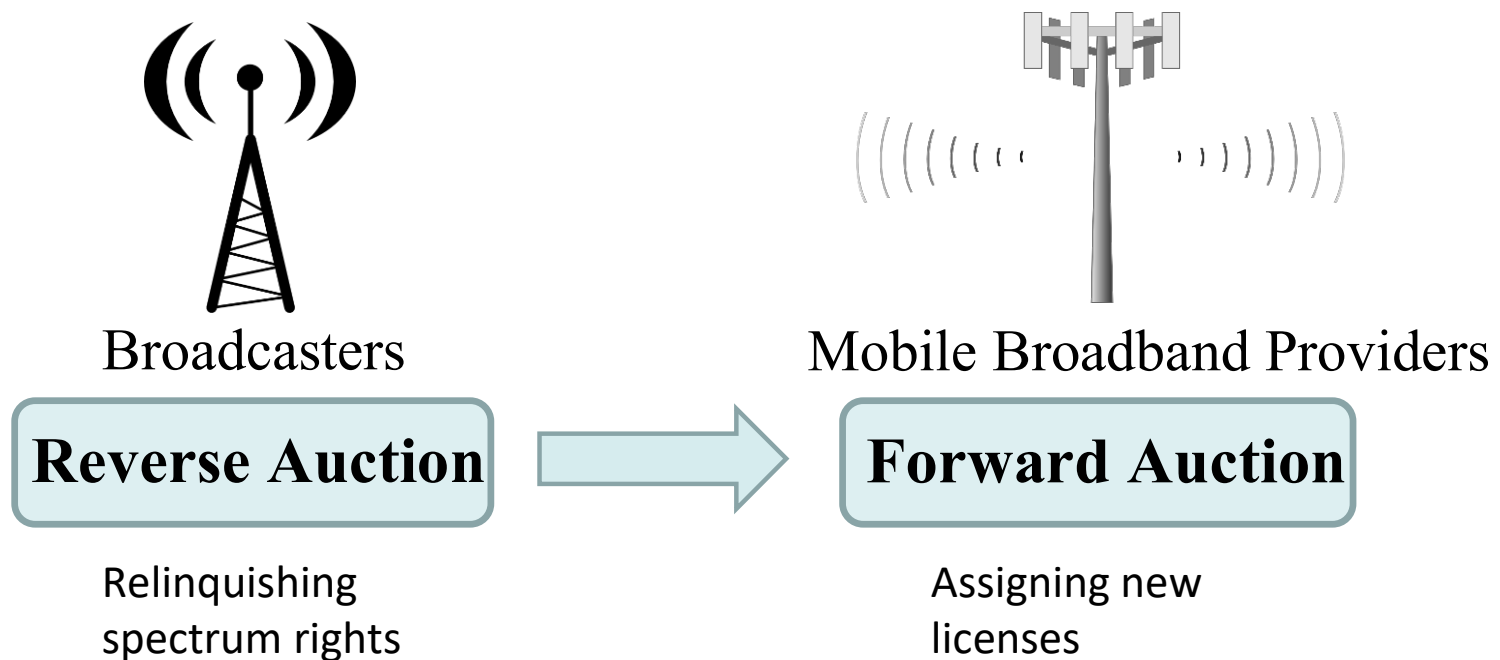 Broadcasters
Mobile Broadband Providers
Reverse Auction
Forward Auction
Relinquishing
spectrum rights
Assigning new
licenses